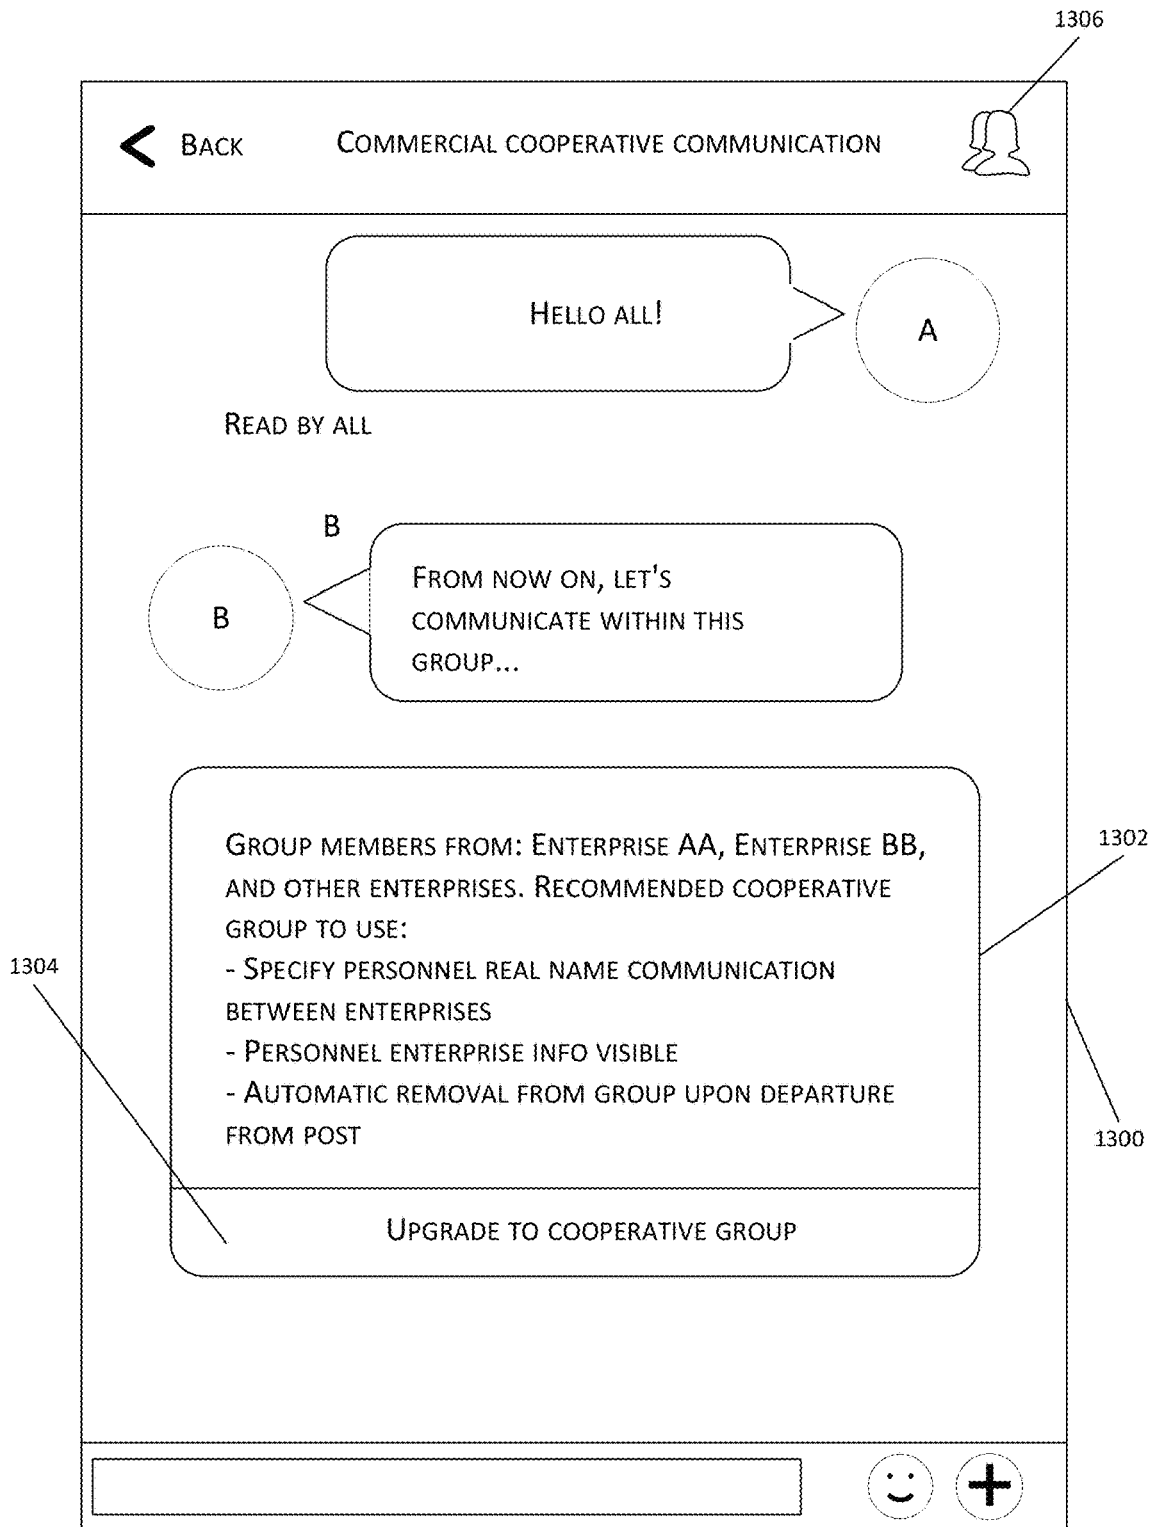 1306
BACK COMMERCIAL COOPERATIVE COMMUNICATION
HELLO ALL!
A
READ BY ALL
B
B
FROM NOW ON, LET'S
COMMUNICATE WITHIN THIS
GROUP...
GROUP MEMBERS FROM: ENTERPRISE AA, ENTERPRISE BB,
AND OTHER ENTERPRISES. RECOMMENDED COOPERATIVE
GROUP TO USE:
- SPECIFY PERSONNEL REAL NAME COMMUNICATION
BETWEEN ENTERPRISES
- PERSONNEL ENTERPRISE INFO VISIBLE
- AUTOMATIC REMOVAL FROM GROUP UPON DEPARTURE
FROM POST
UPGRADE TO COOPERATIVE GROUP
1302
1304
1300